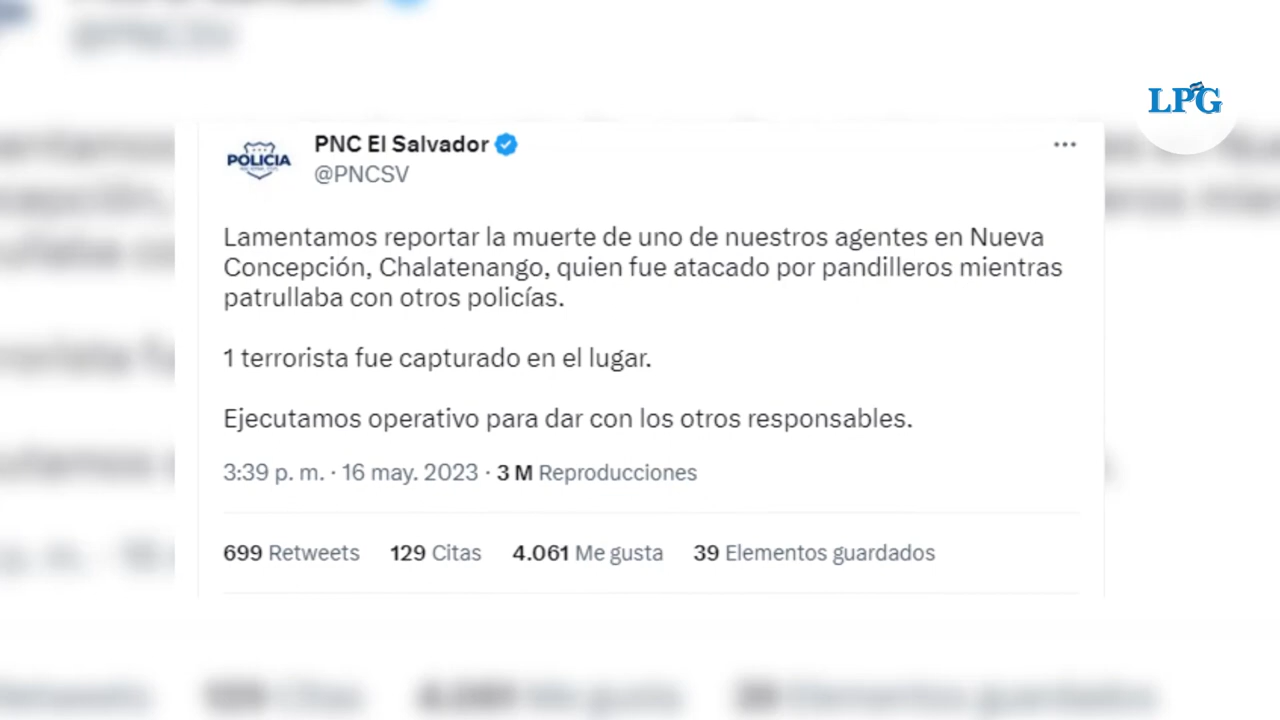 LPG
PNC El Salvador
POLICIA
@PNCSV
Lamentamos reportar la muerte de uno de nuestros agentes en Nueva
Concepción, Chalatenango, quien fue atacado por pandilleros mientras
patrullaba con otros policías.
1 terrorista fue capturado en el lugar.
Ejecutamos operativo para dar con los otros responsables.
3:39 p. m. · 16 may. 2023 · 3 M Reproducciones
699 Retweets 129 Citas 4.061 Me gusta 39 Elementos guardados